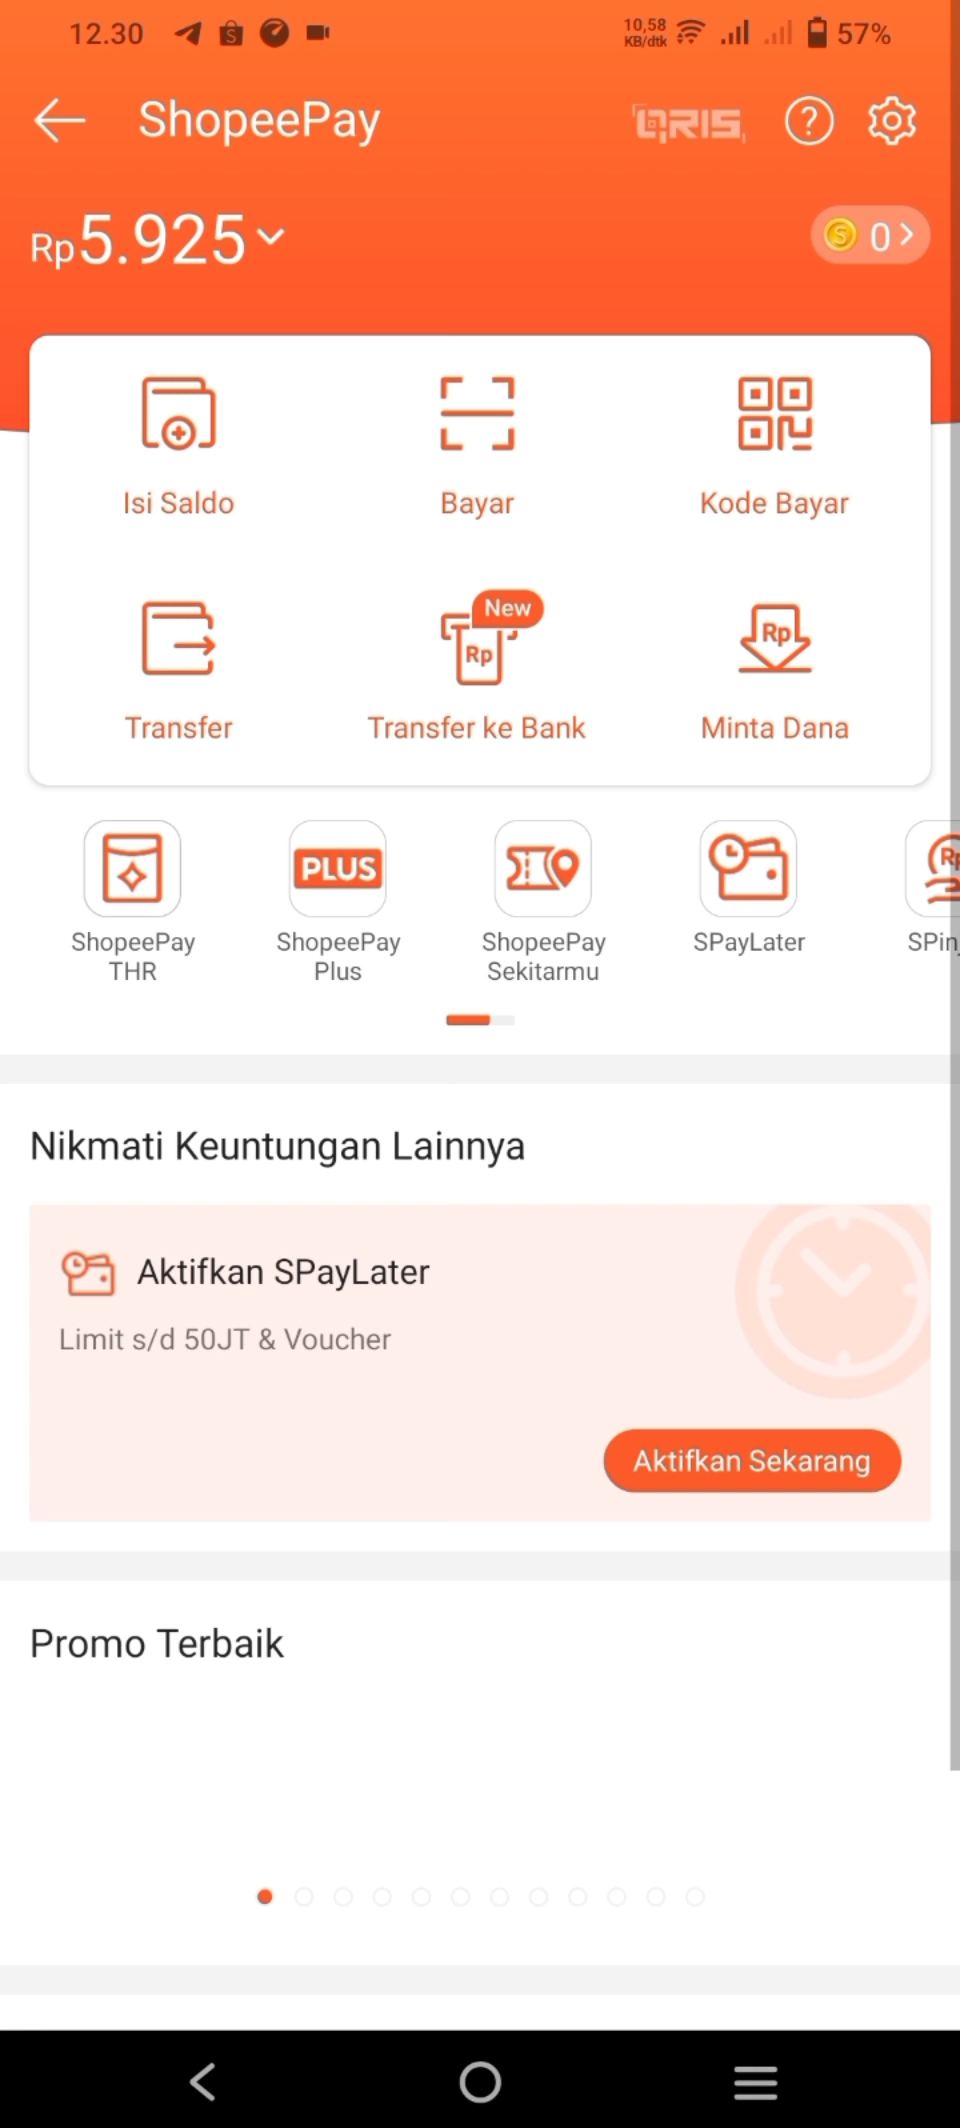 12.30
10,58
KB/dtk
57%
ShopeePay
QRIS
Rp5.925
0
Isi Saldo
Bayar
Kode Bayar
New
Rp
Rp
Transfer
Transfer ke Bank
Minta Dana
PLUS
ShopeePay
THR
ShopeePay
Plus
ShopeePay
Sekitarmu
SPayLater
SPin
Nikmati Keuntungan Lainnya
Aktifkan SPayLater
Limit s/d 50JT & Voucher
Aktifkan Sekarang
Promo Terbaik